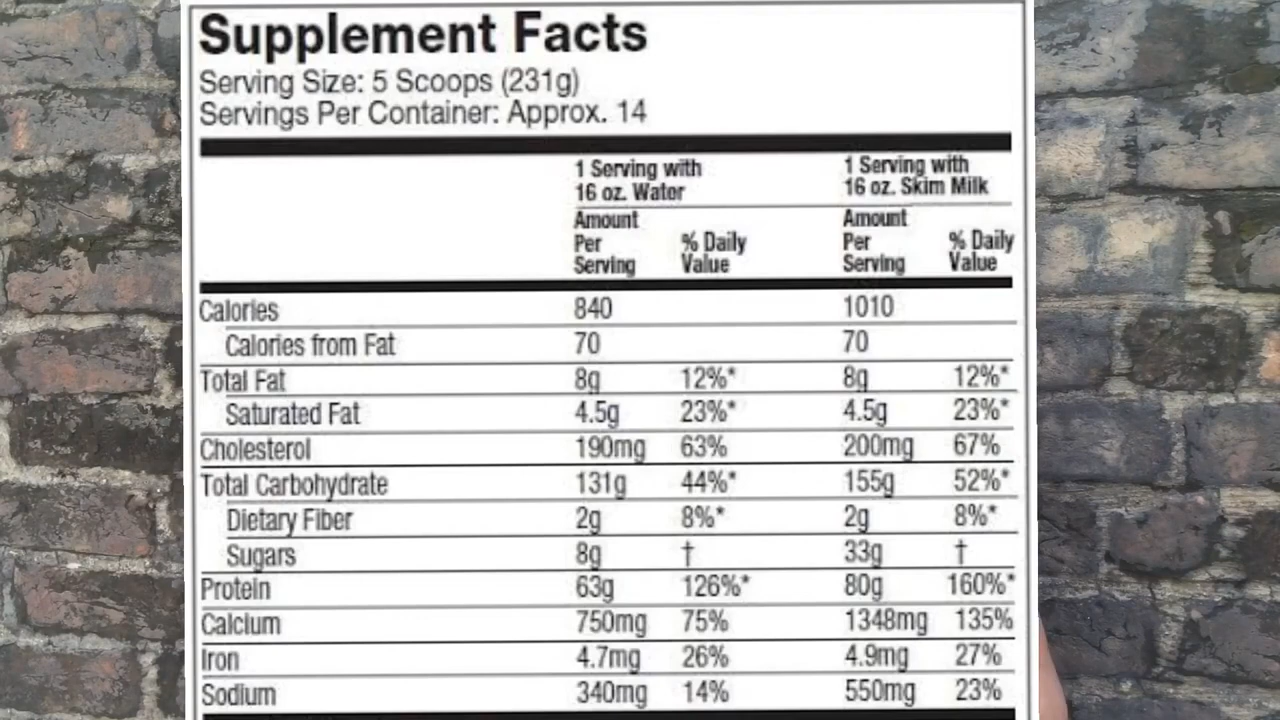 Supplement Facts
Serving Size: 5 Scoops (231g)
Servings Per Container: Approx. 14
1 Serving with 1 Serving with
16 oz. Water 16 oz. Skim Milk
Amount Amount
Per % Daily Per % Daily
Serving Value Serving Value
Calories 840 1010
Calories from Fat 70 70
Total Fat 8g 12%* 8g 12%*
Saturated Fat 4.5g 23%* 4.5g 23%*
Cholesterol 190mg 63% 200mg 67%
Total Carbohydrate 131g 44%* 155g 52%*
Dietary Fiber 2g 8%* 2g 8%*
Sugars 8g † 33g †
Protein 63g 126%* 80g 160%*
Calcium 750mg 75% 1348mg 135%
Iron 4.7mg 26% 4.9mg 27%
Sodium 340mg 14% 550mg 23%